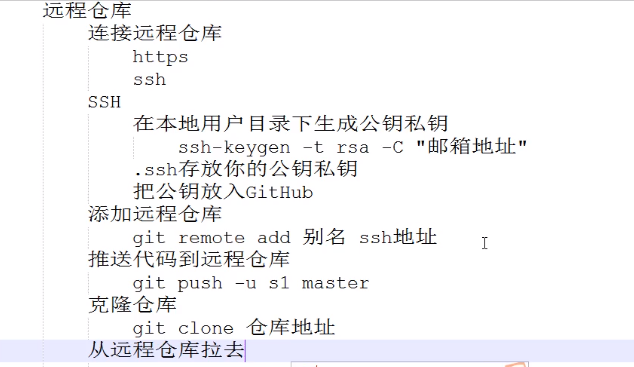 远程仓库
连接远程仓库
https
ssh
SSH
在本地用户目录下生成公钥私钥
ssh-keygen -t rsa -C "邮箱地址"
.ssh存放你的公钥私钥
把公钥放入GitHub
添加远程仓库
git remote add 别名 ssh地址
推送代码到远程仓库
git push -u s1 master
克隆仓库
git clone 仓库地址
从远程仓库拉去